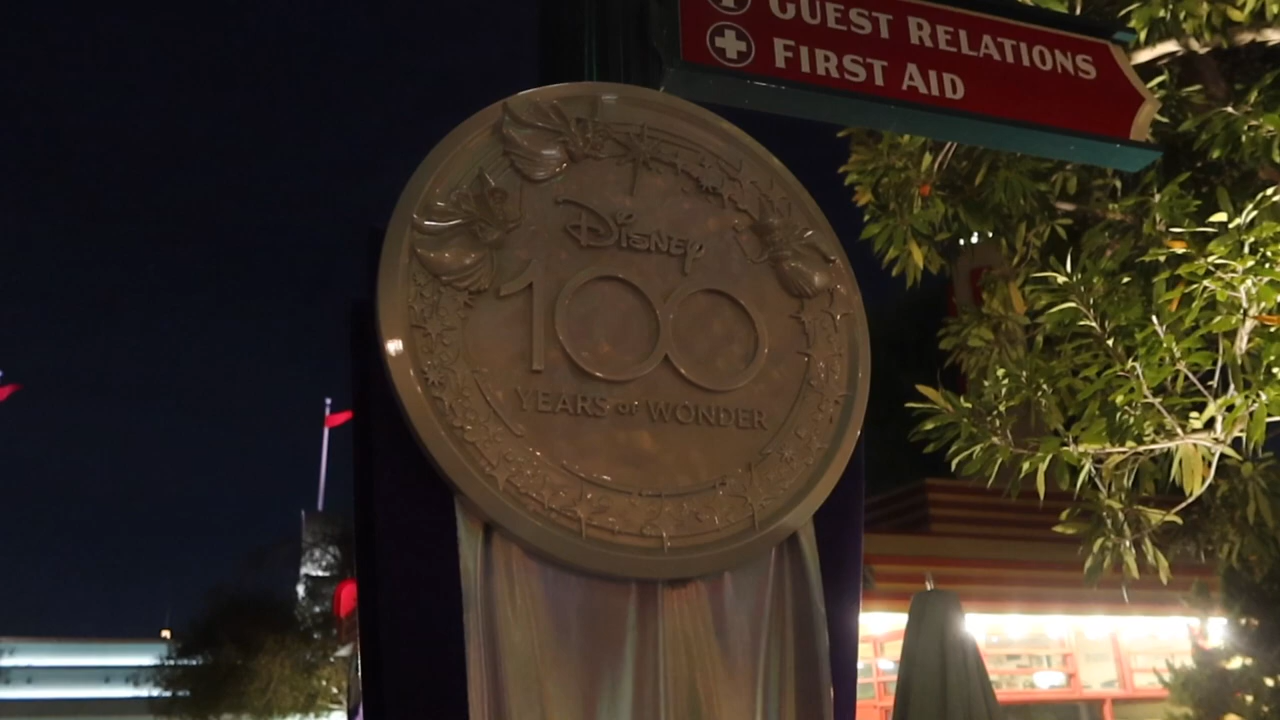 GUEST RELATIONS
FIRST AID
Disney
100
YEARS OF WONDER